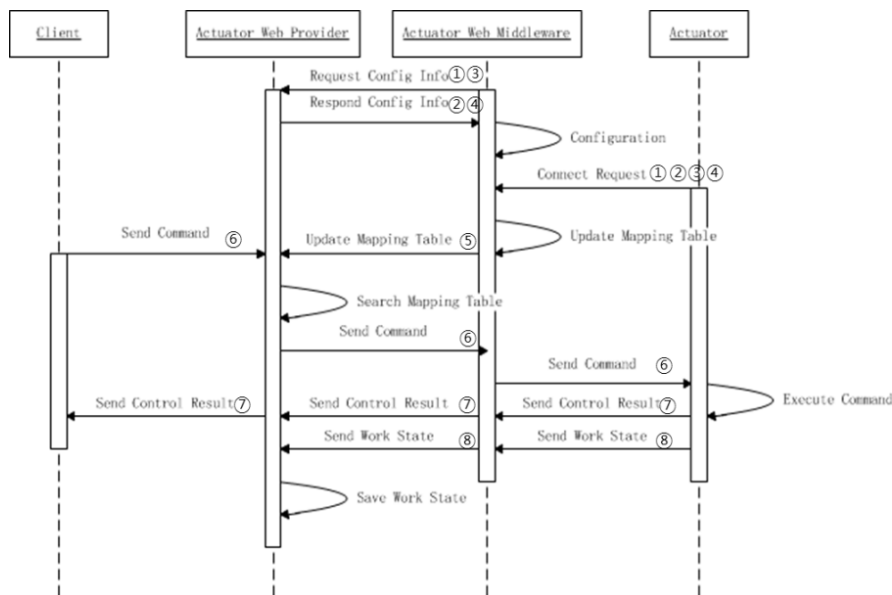 Client
Actuator Web Provider
Actuator Web Middleware
Actuator
Request Config Info①③
Respond Config Info②④
Configuration
Connect Request①②③④
Send Command ⑥
Update Mapping Table ⑤
Update Mapping Table
Search Mapping Table
Send Command ⑥
Send Command ⑥
Execute Command
Send Control Result⑦
Send Control Result ⑦
Send Control Result⑦
Send Work State ⑧
Send Work State ⑧
Save Work State